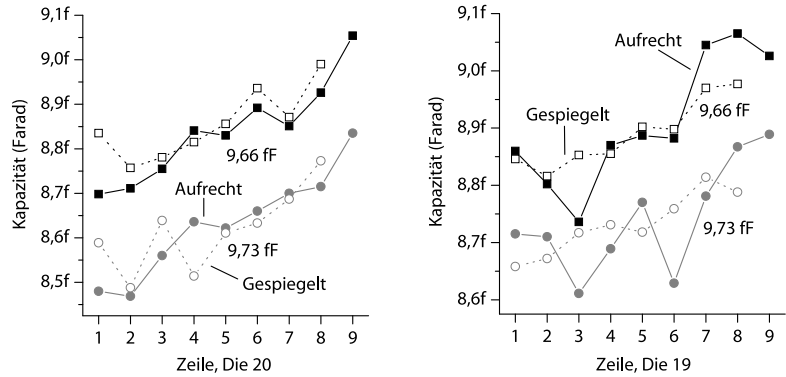 9,1f
9,0f
8,9f
8,8f
8,7f
8,6f
8,5f
Kapazität (Farad)
9,66 fF
Aufrecht
9,73 fF
Gespiegelt
1 2 3 4 5 6 7 8 9
Zeile, Die 20
9,1f
9,0f
8,9f
8,8f
8,7f
8,6f
Kapazität (Farad)
Aufrecht
Gespiegelt
9,66 fF
9,73 fF
1 2 3 4 5 6 7 8 9
Zeile, Die 19